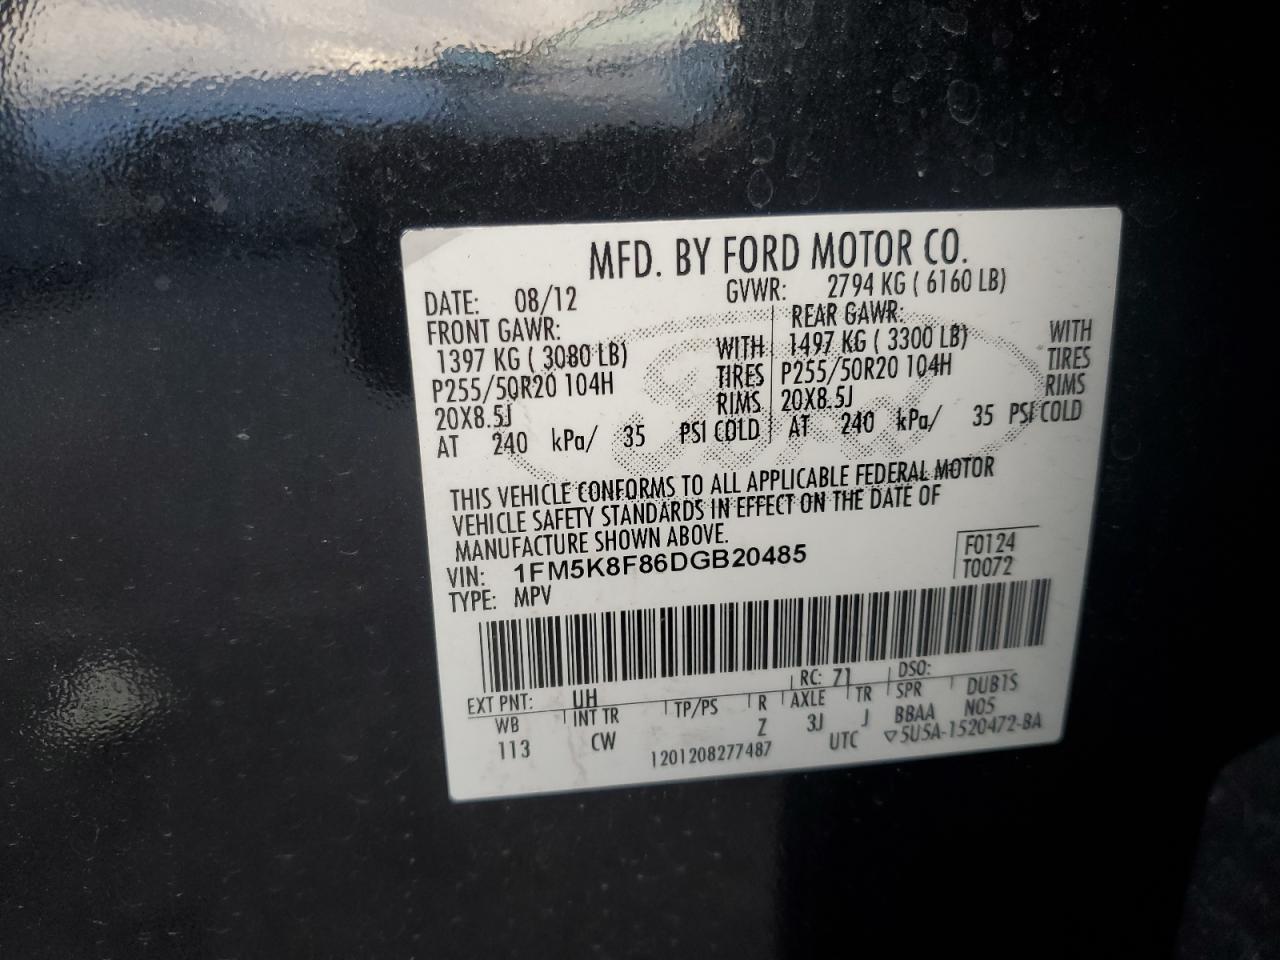 MFD. BY FORD MOTOR CO.
DATE: 08/12 GVWR: 2794 KG ( 6160 LB)
FRONT GAWR: REAR GAWR:
1397 KG ( 3080 LB) WITH 1497 KG ( 3300 LB) WITH
P255/50R20 104H TIRES P255/50R20 104H TIRES
20X8.5J RIMS 20X8.5J RIMS
AT 240 kPa/ 35 PSI COLD AT 240 kPa/ 35 PSI COLD
THIS VEHICLE CONFORMS TO ALL APPLICABLE FEDERAL MOTOR
VEHICLE SAFETY STANDARDS IN EFFECT ON THE DATE OF
MANUFACTURE SHOWN ABOVE.
VIN: 1FM5K8F86DGB20485 F0124
TYPE: MPV T0072
EXT PNT: UH RC: 71 DSO:
WB INT TR TP/PS R AXLE TR SPR DUB1S
113 CW Z 3J J BBAA N05
1201208277487 UTC ▽5U5A-1520472-BA